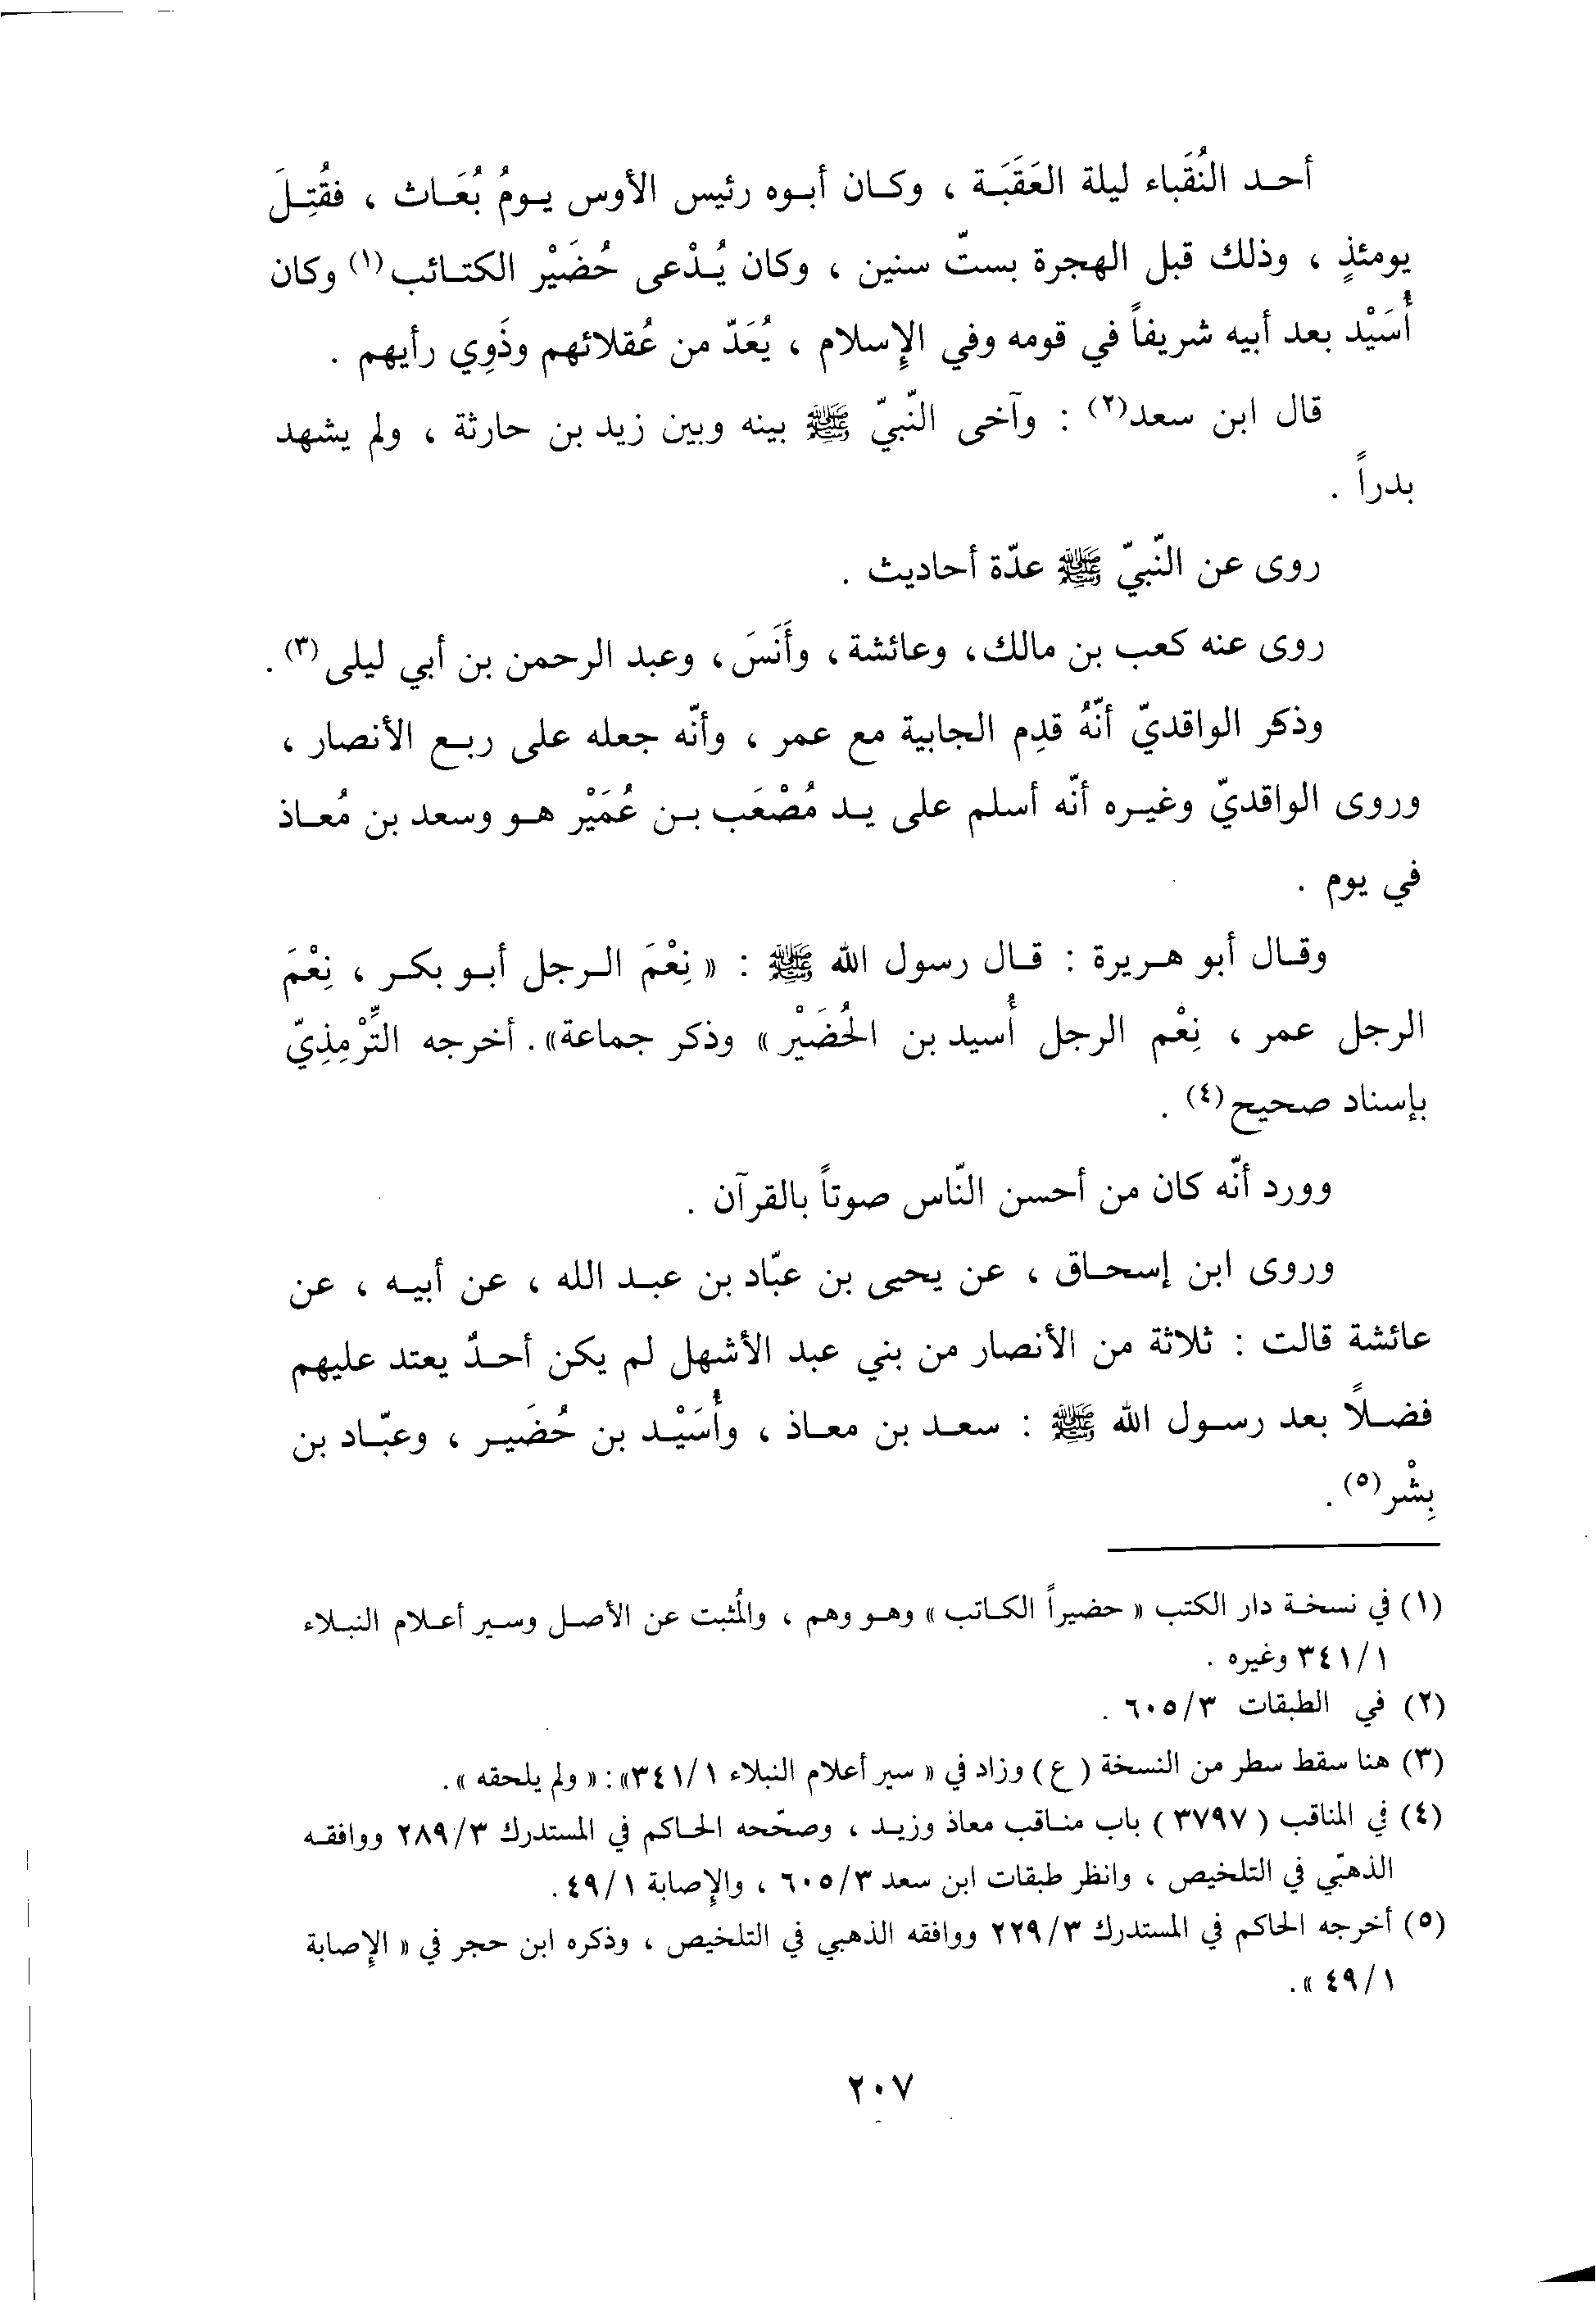 أحد النُقَباء ليلة العَقَبَة ، وكان أبوه رئيس الأوس يومُ بُعَاث ، فقُتِلَ
يومئذٍ ، وذلك قبل الهجرة بستّ سنين ، وكان يُدْعى حُضَيْر الكتائب(١) وكان
أُسَيْد بعد أبيه شريفاً في قومه وفي الإسلام ، يُعَدّ من عُقلائهم وذَوِي رأيهم .
قال ابن سعد(٢) : وآخى النّبيّ ﷺ بينه وبين زيد بن حارثة ، ولم يشهد
بدراً .
روى عن النّبيّ ﷺ عدّة أحاديث .
روى عنه كعب بن مالك، وعائشة، وأَنَسَ، وعبد الرحمن بن أبي ليلى(٣).
وذكر الواقديّ أنّهُ قدِم الجابية مع عمر ، وأنّه جعله على ربع الأنصار ،
وروى الواقديّ وغيره أنّه أسلم على يد مُصْعَب بن عُمَيْر هو وسعد بن مُعاذ
في يوم .
وقال أبو هريرة : قال رسول الله ﷺ : « نِعْمَ الرجل أبو بكر ، نِعْمَ
الرجل عمر ، نِعْم الرجل أُسيد بن الحُضَيْر » وذكر جماعة». أخرجه التِّرْمِذِيّ
بإسناد صحيح(٤) .
وورد أنّه كان من أحسن النّاس صوتاً بالقرآن .
وروى ابن إسحاق ، عن يحيى بن عبّاد بن عبد الله ، عن أبيه ، عن
عائشة قالت : ثلاثة من الأنصار من بني عبد الأشهل لم يكن أحدٌ يعتد عليهم
فضلاً بعد رسول الله ﷺ : سعد بن معاذ ، وأُسَيْد بن حُضَير ، وعبّاد بن
بِشْر(٥) .
(١) في نسخة دار الكتب « حضيراً الكاتب » وهو وهم ، والمُثبت عن الأصل وسير أعلام النبلاء
٣٤١/١ وغيره .
(٢) في الطبقات ٦٠٥/٣ .
(٣) هنا سقط سطر من النسخة ( ع ) وزاد في « سير أعلام النبلاء ٣٤١/١»: « ولم يلحقه ».
(٤) في المناقب ( ٣٧٩٧ ) باب مناقب معاذ وزيد ، وصحّحه الحاكم في المستدرك ٢٨٩/٣ ووافقه
الذهبّي في التلخيص ، وانظر طبقات ابن سعد ٦٠٥/٣ ، والإصابة ٤٩/١.
(٥) أخرجه الحاكم في المستدرك ٢٢٩/٣ ووافقه الذهبي في التلخيص ، وذكره ابن حجر في « الإصابة
٤٩/١ ».
٢٠٧